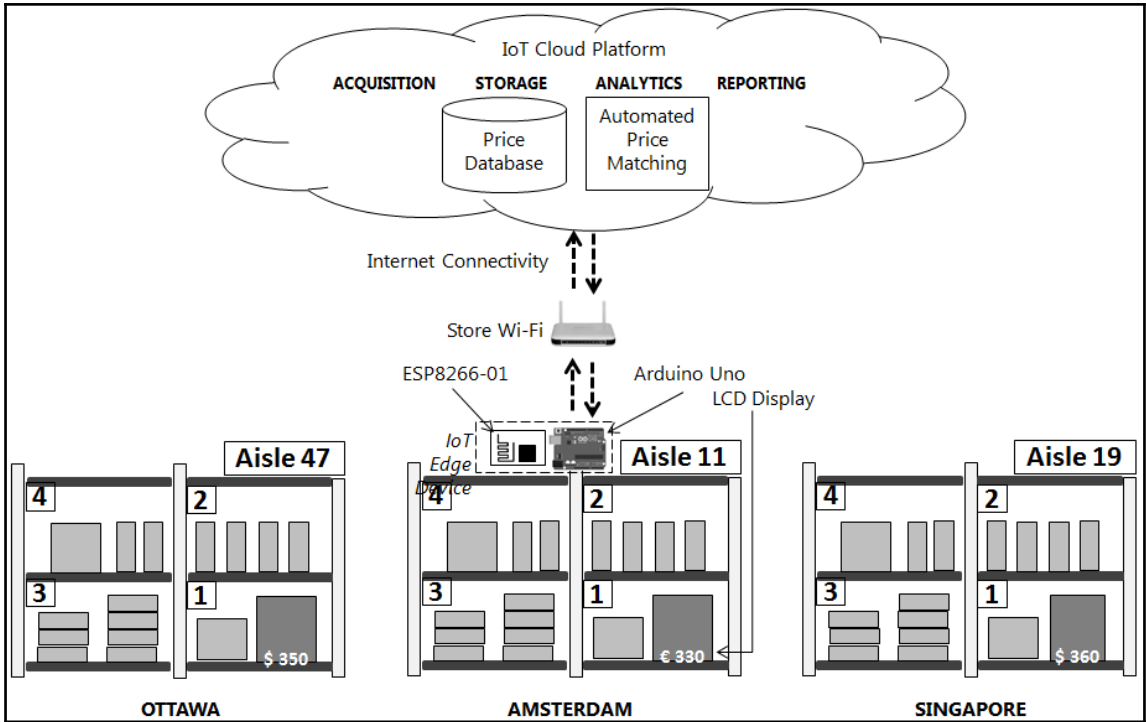 IoT Cloud Platform
ACQUISITION STORAGE ANALYTICS REPORTING
Price
Database
Automated
Price
Matching
Internet Connectivity
Store Wi-Fi
ESP8266-01
Arduino Uno
LCD Display
IoT
Edge
Device
Aisle 47
4
2
3
1
$ 350
OTTAWA
Aisle 11
4
2
3
1
€ 330
AMSTERDAM
Aisle 19
4
2
3
1
$ 360
SINGAPORE